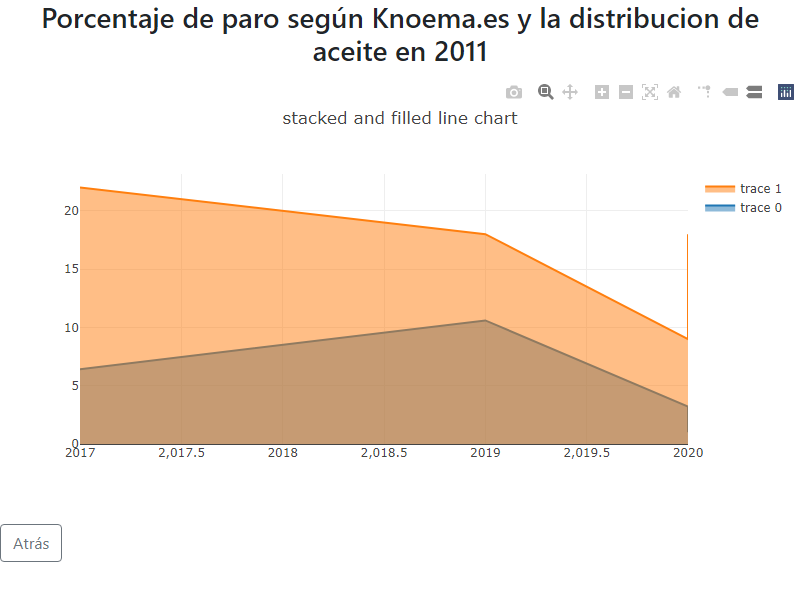 Porcentaje de paro según Knoema.es y la distribucion de
aceite en 2011
stacked and filled line chart
trace 1
trace 0
20
15
10
5
0
2017 2,017.5 2018 2,018.5 2019 2,019.5 2020
Atrás